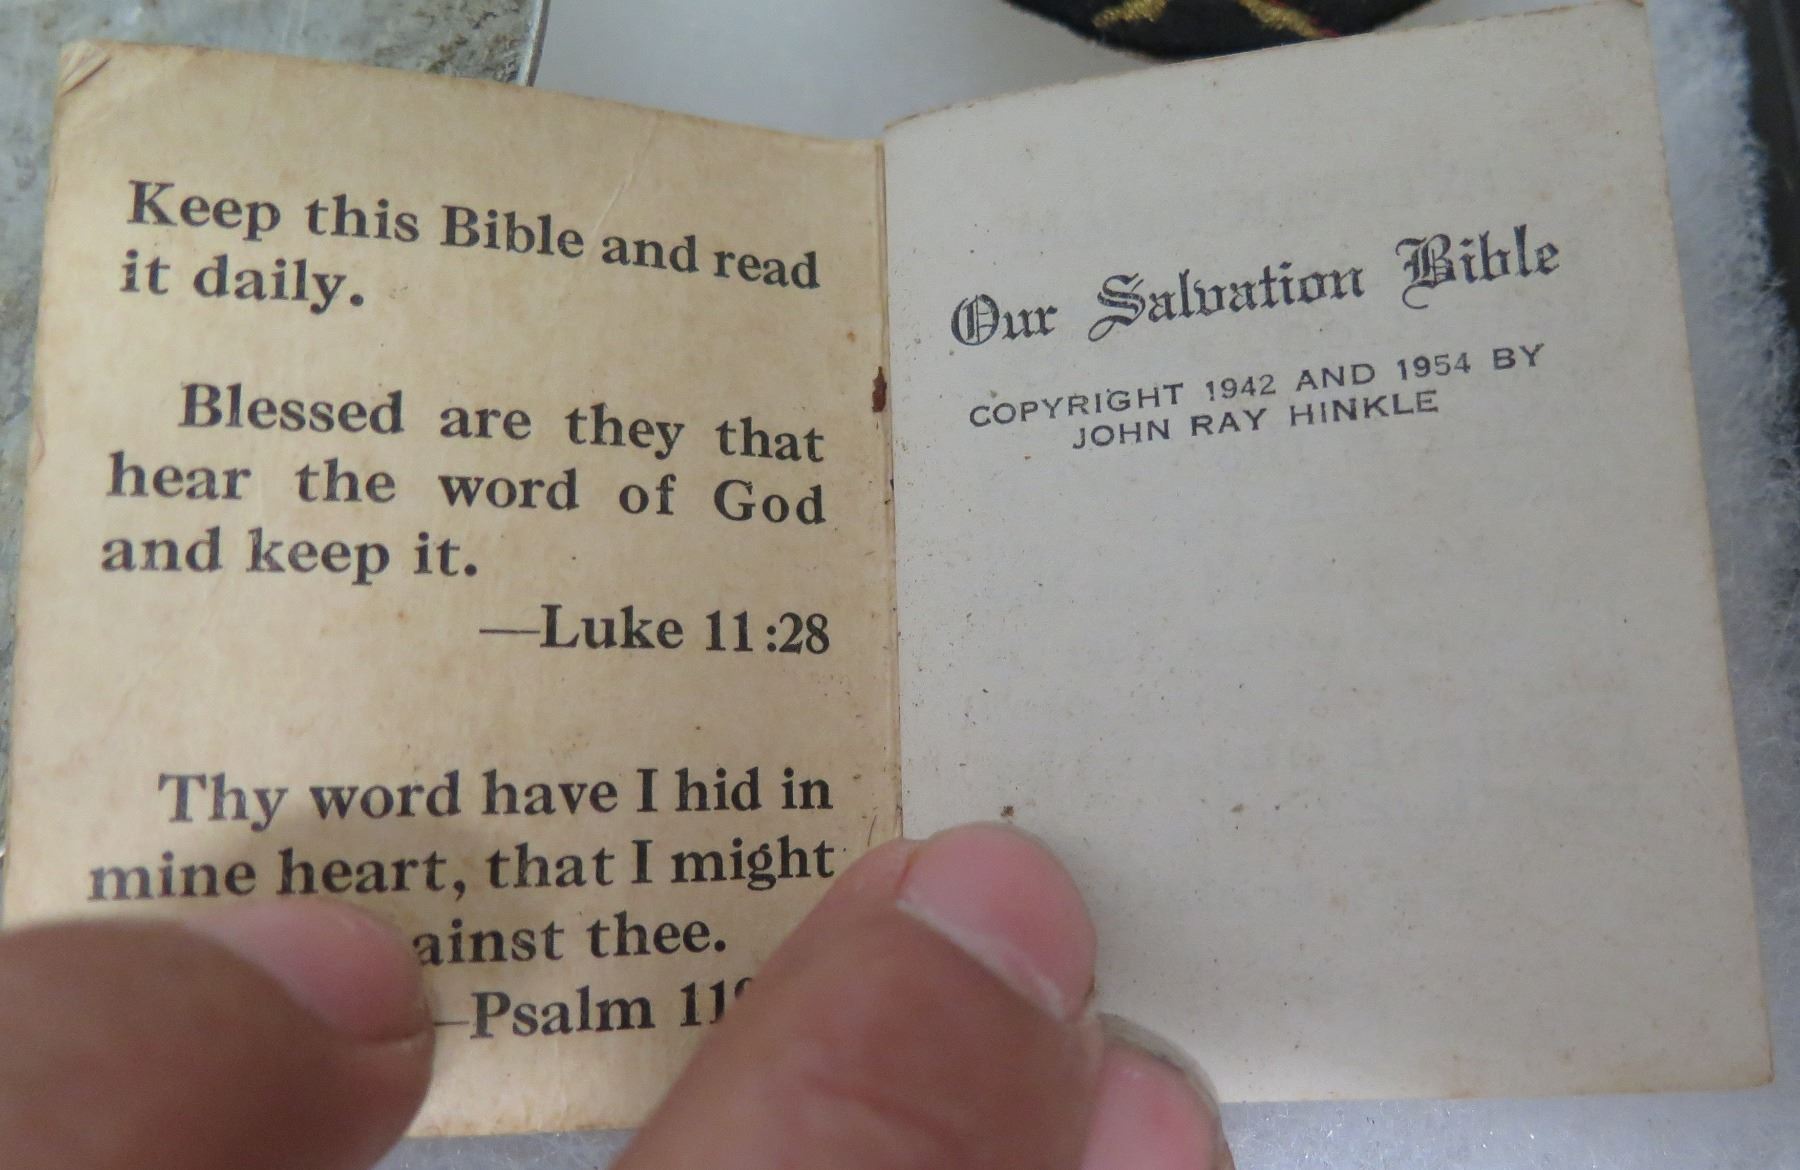 Keep this Bible and read
it daily.
Blessed are they that
hear the word of God
and keep it.
—Luke 11:28
Thy word have I hid in
mine heart, that I might
thee.
—Psalm
Our Salvation Bible
COPYRIGHT 1942 AND 1954 BY
JOHN RAY HINKLE